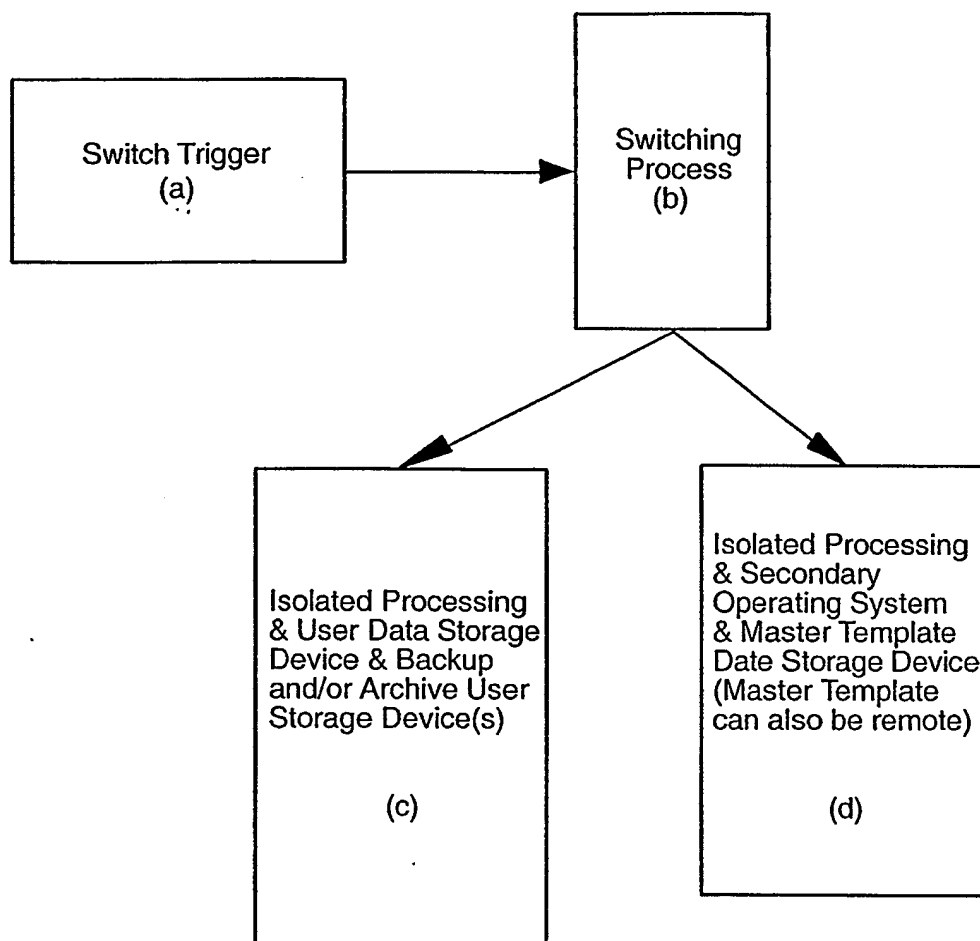 Switch Trigger
(a)
Switching
Process
(b)
Isolated Processing
& User Data Storage
Device & Backup
and/or Archive User
Storage Device(s)
(c)
Isolated Processing
& Secondary
Operating System
& Master Template
Date Storage Device
(Master Template
can also be remote)
(d)